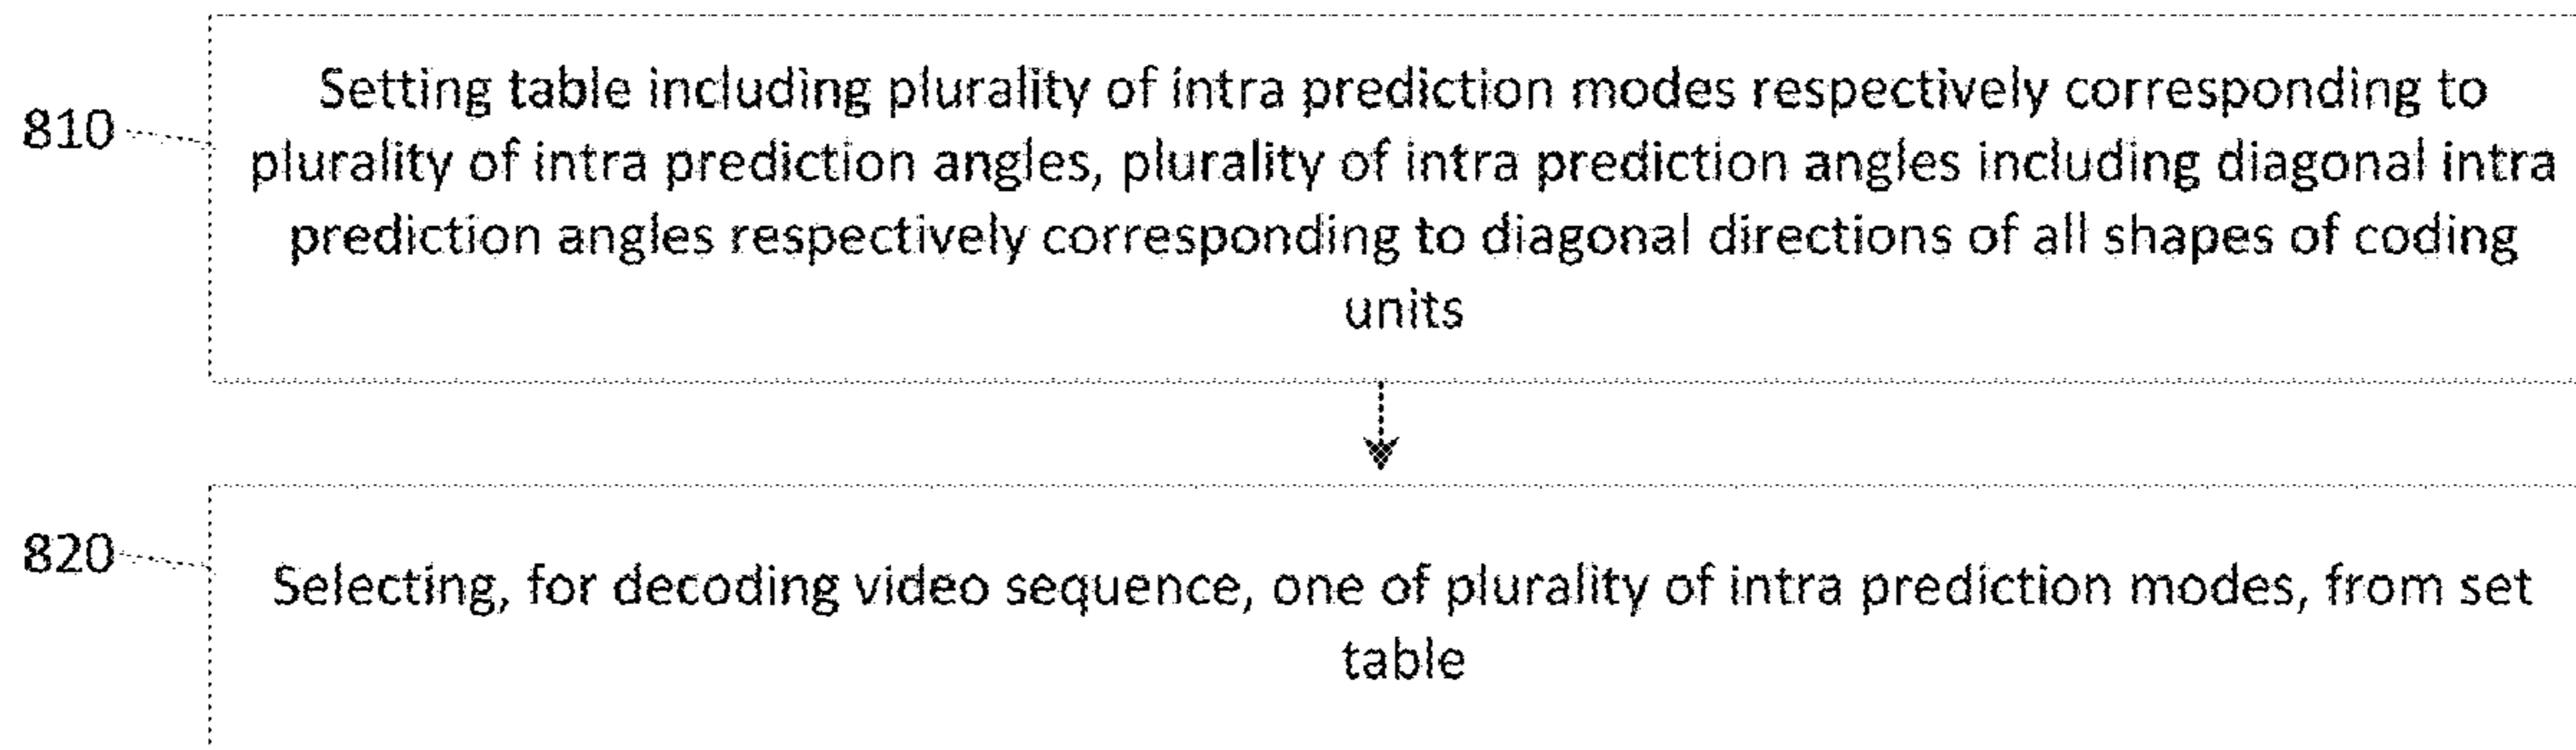 810
Setting table including plurality of intra prediction modes respectively corresponding to
plurality of intra prediction angles, plurality of intra prediction angles including diagonal intra
prediction angles respectively corresponding to diagonal directions of all shapes of coding
units
820
Selecting, for decoding video sequence, one of plurality of intra prediction modes, from set
table